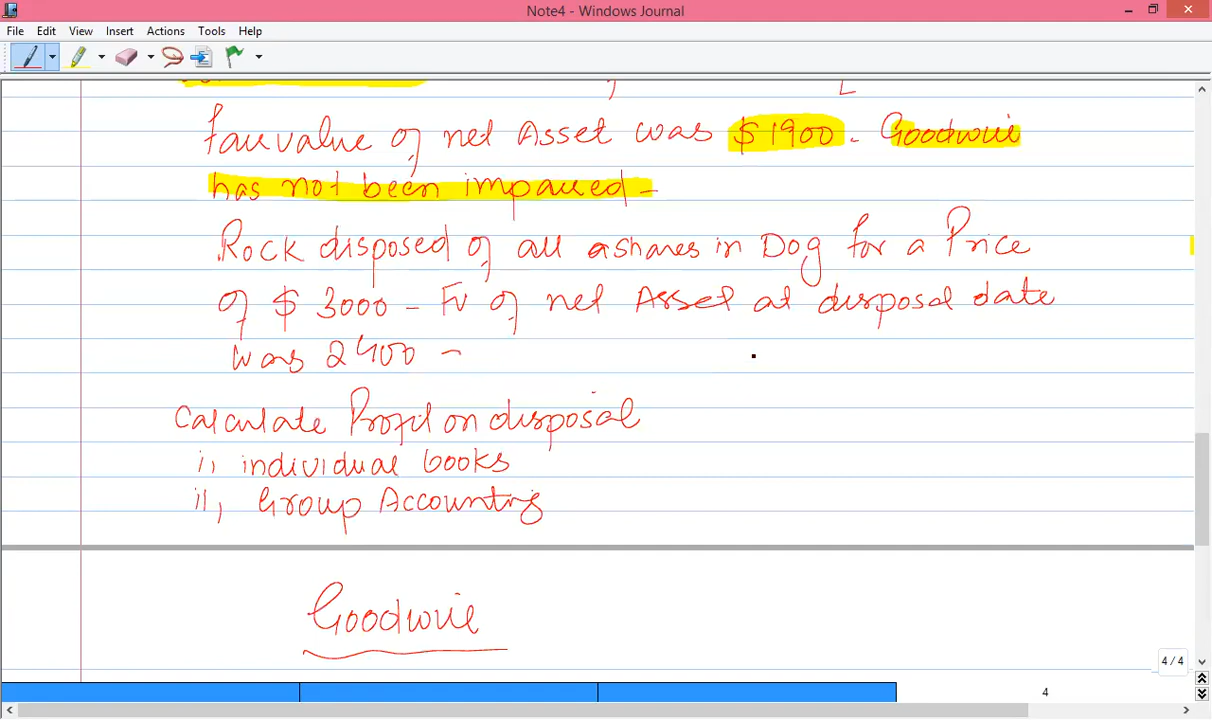 Note4 - Windows Journal
File Edit View Insert Actions Tools Help
Fair value of net Asset was $1900. Goodwill
has not been impaired -
Rock disposed of all shares in Dog for a Price
of $ 3000 - Fv of net Asset at disposal date
was 2400 -
Calculate Profit on disposal
i, individual books
ii, Group Accounting
Goodwill
4 / 4
4